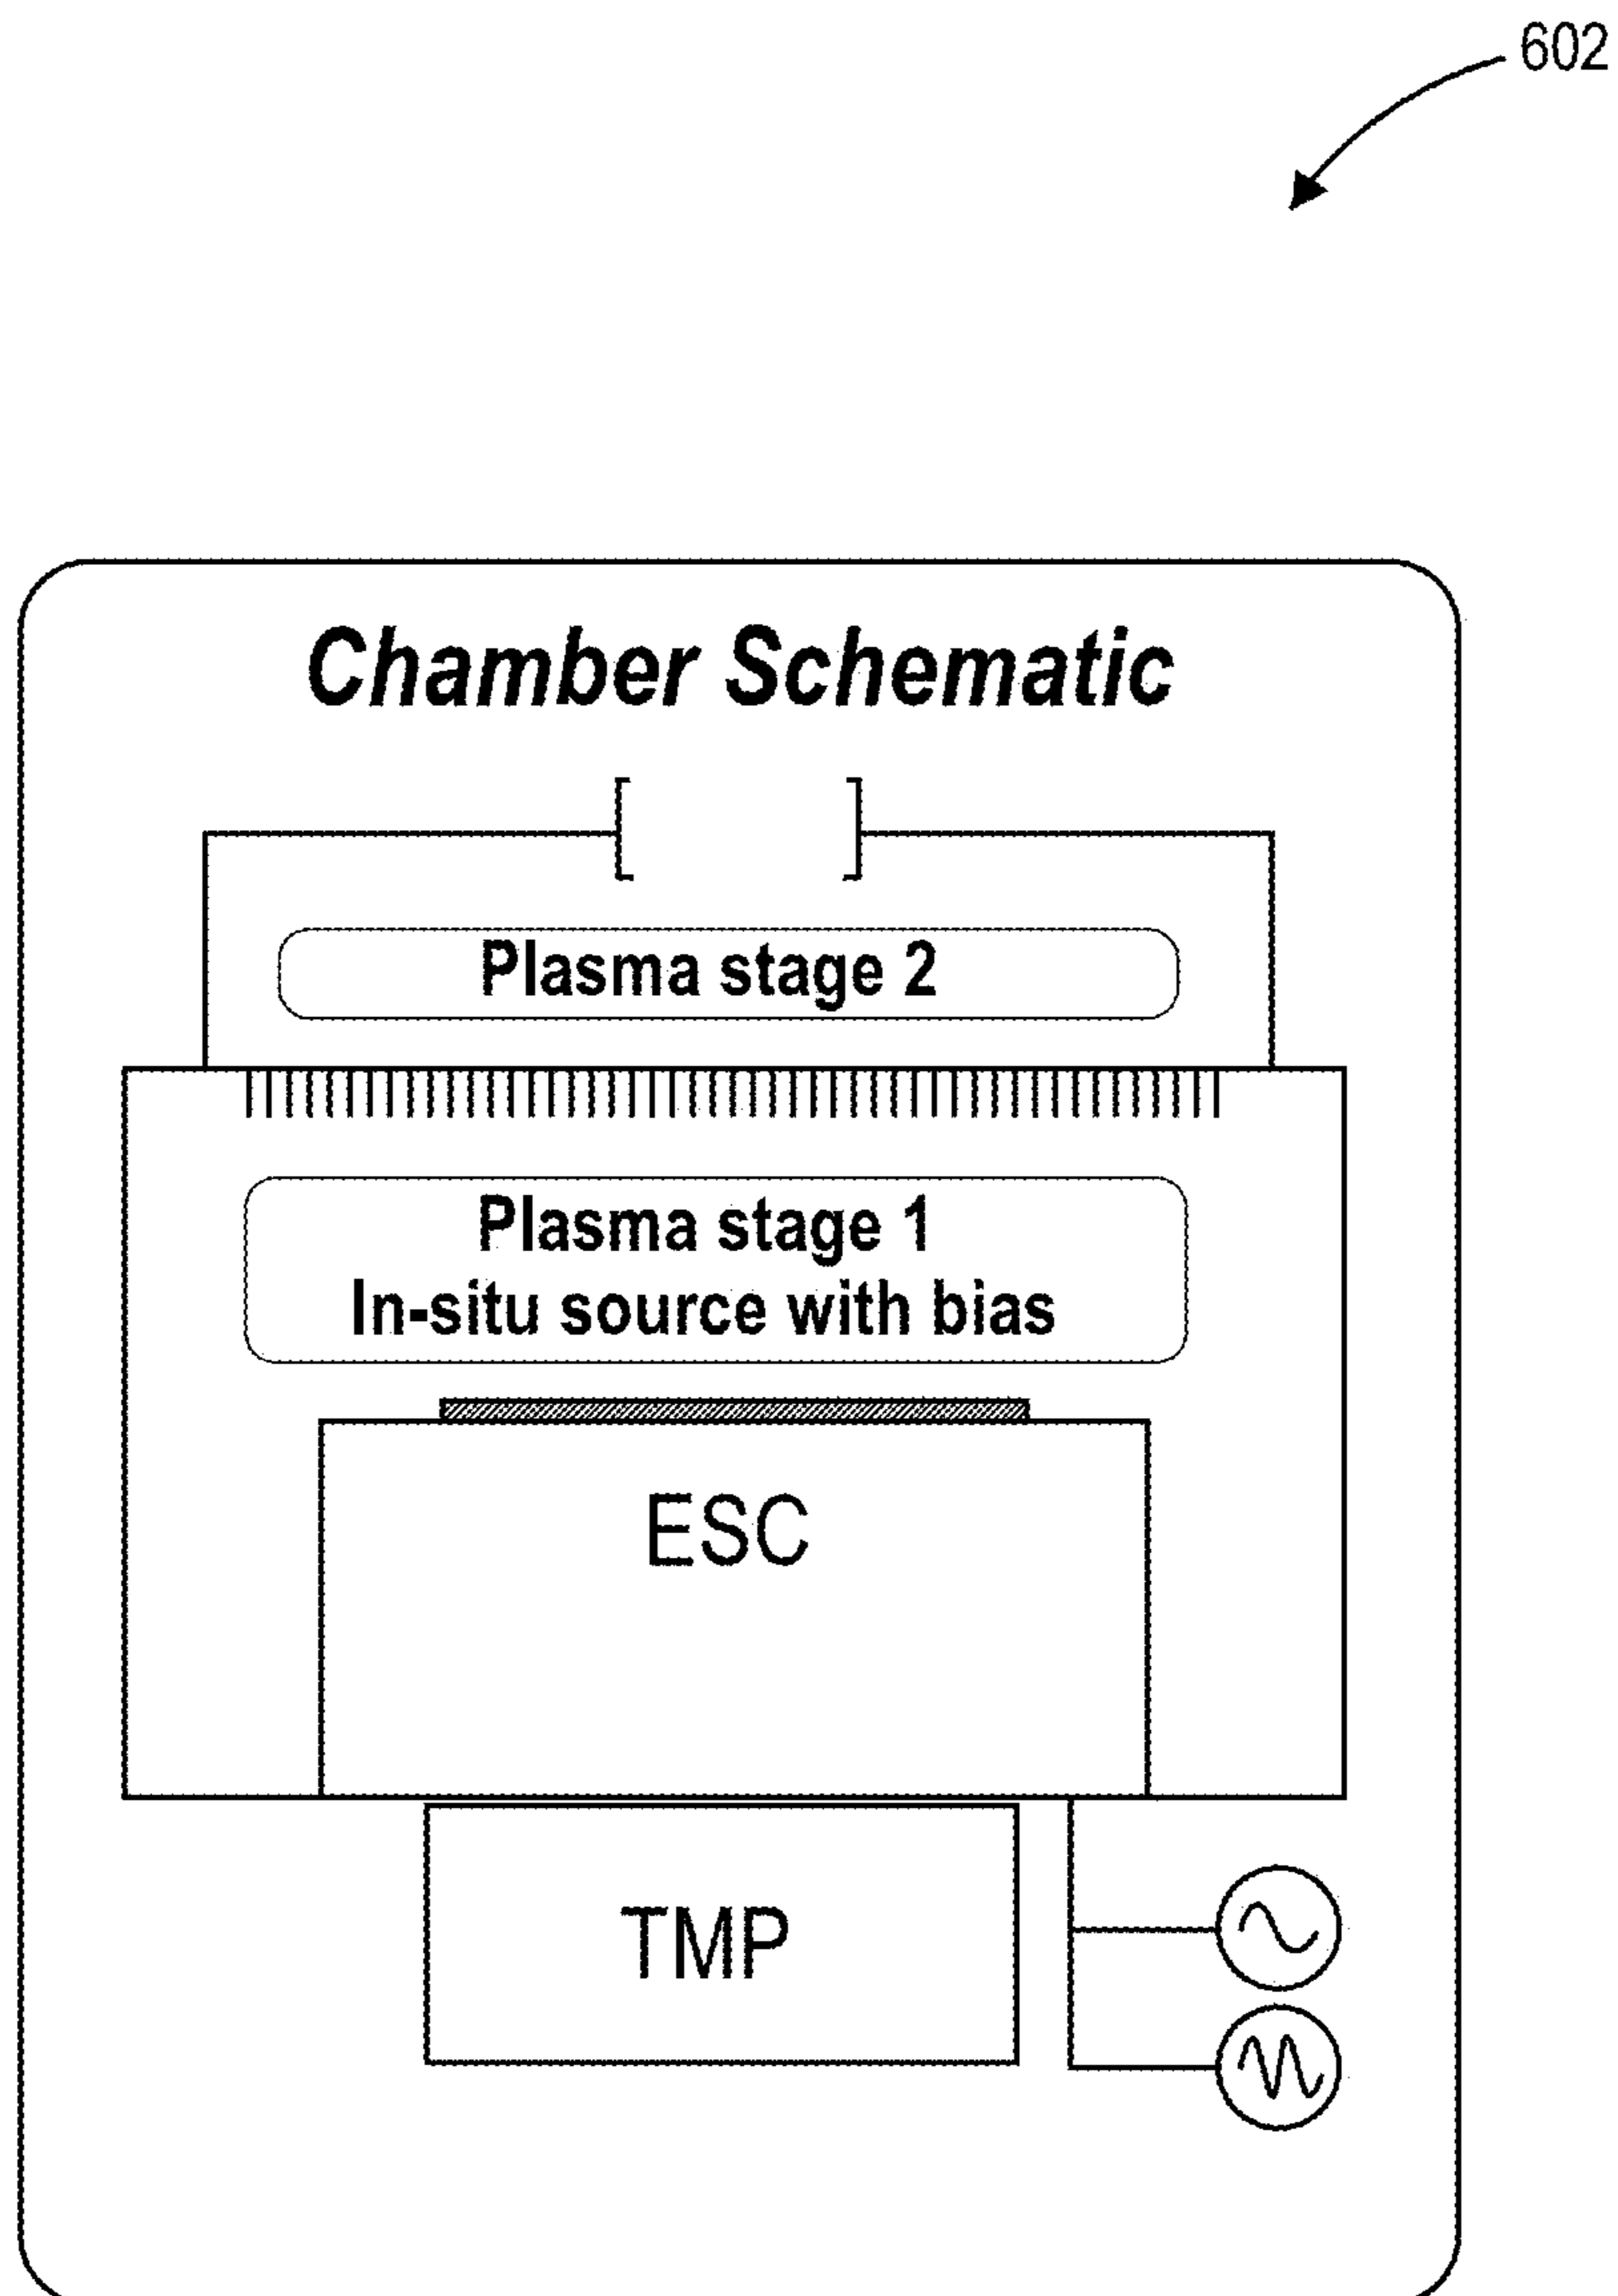 602
Chamber Schematic
Plasma stage 2
Plasma stage 1
In-situ source with bias
ESC
TMP